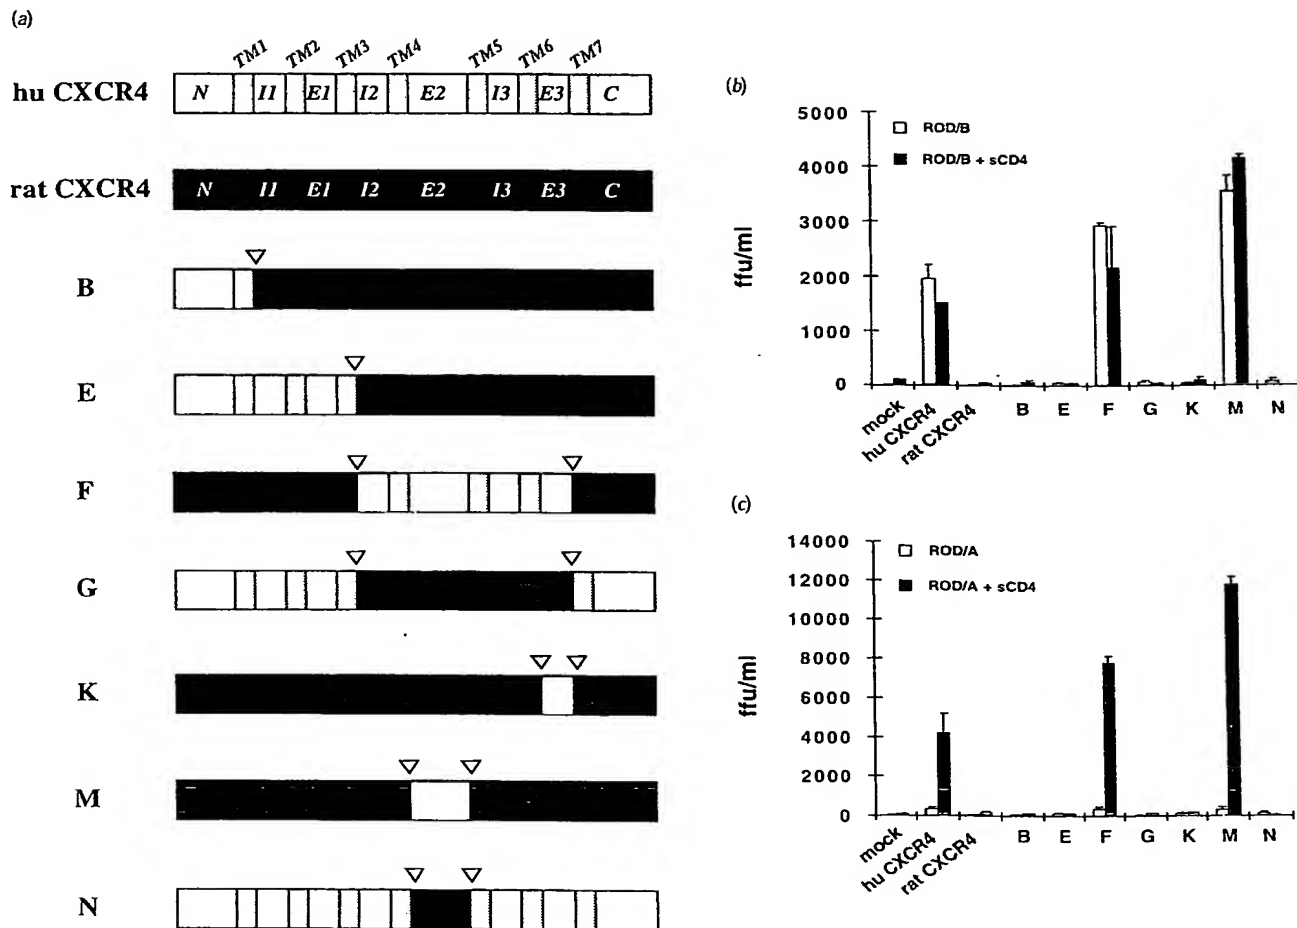 (a)
TM1 TM2 TM3 TM4 TM5 TM6 TM7
hu CXCR4 N I1 E1 I2 E2 I3 E3 C
rat CXCR4 N I1 E1 I2 E2 I3 E3 C
B
E
F
G
K
M
N
(b)
5000
4000
3000
2000
1000
0
ffu/ml
ROD/B
ROD/B + sCD4
mock hu CXCR4 rat CXCR4 B E F G K M N
(c)
14000
12000
10000
8000
6000
4000
2000
0
ffu/ml
ROD/A
ROD/A + sCD4
mock hu CXCR4 rat CXCR4 B E F G K M N